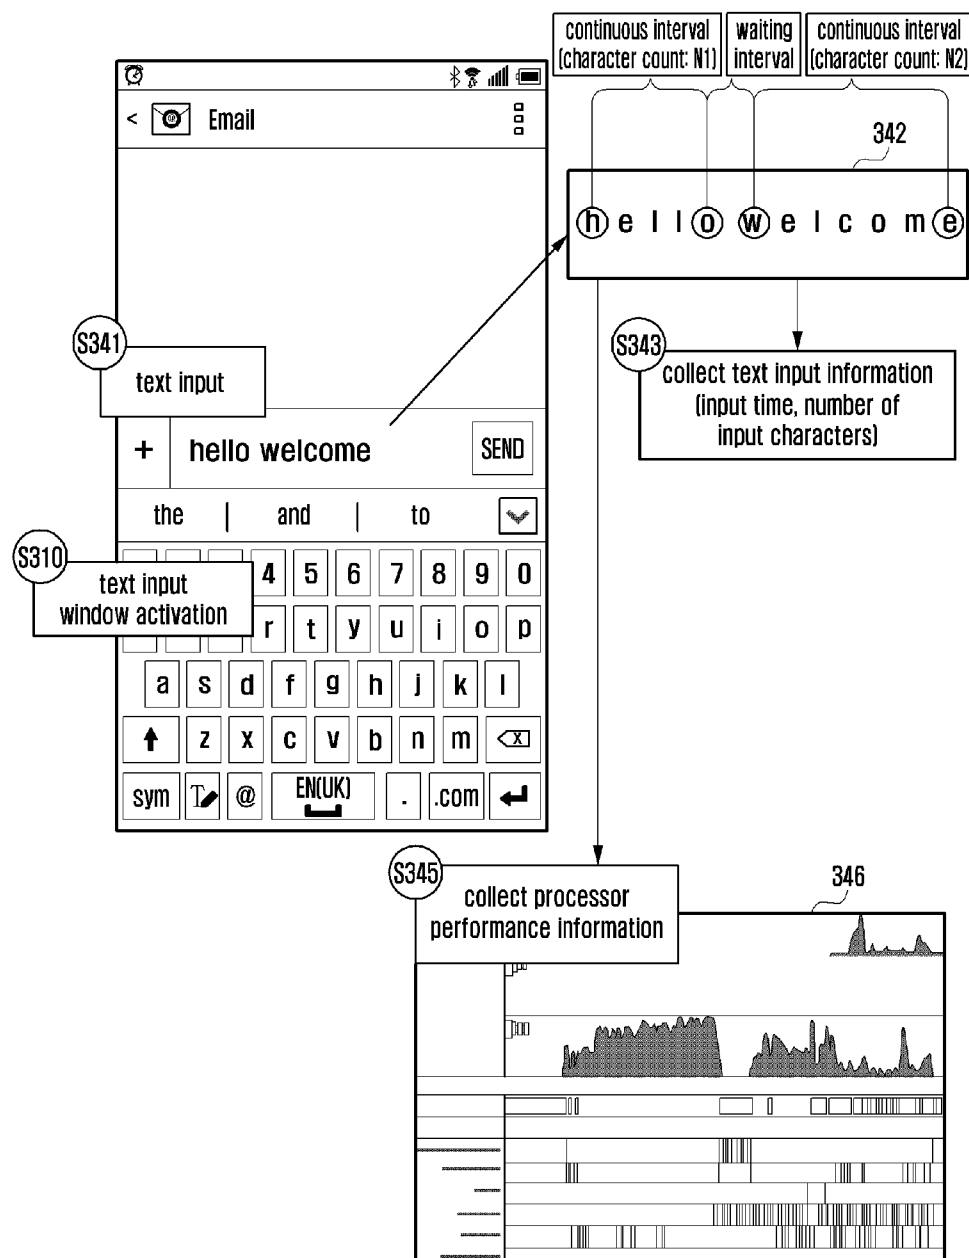 continuous interval
(character count: N1)
waiting
interval
continuous interval
(character count: N2)
< @ Email
342
h e l l o w e l c o m e
S341
text input
S343
collect text input information
(input time, number of
input characters)
+ hello welcome SEND
the | and | to
S310
text input
window activation
4 5 6 7 8 9 0
r t y u i o p
a s d f g h j k l
z x c v b n m x
sym T @ EN(UK) . .com
S345
collect processor
performance information
346